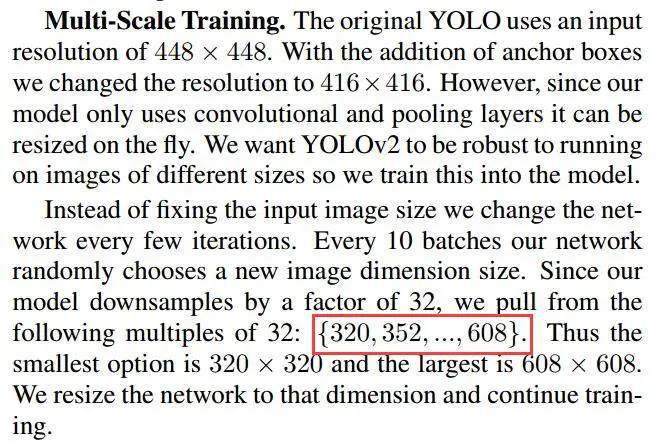 Multi-Scale Training. The original YOLO uses an input
resolution of 448 × 448. With the addition of anchor boxes
we changed the resolution to 416×416. However, since our
model only uses convolutional and pooling layers it can be
resized on the fly. We want YOLOv2 to be robust to running
on images of different sizes so we train this into the model.
Instead of fixing the input image size we change the net-
work every few iterations. Every 10 batches our network
randomly chooses a new image dimension size. Since our
model downsamples by a factor of 32, we pull from the
following multiples of 32: {320, 352, ..., 608}. Thus the
smallest option is 320 × 320 and the largest is 608 × 608.
We resize the network to that dimension and continue train-
ing.